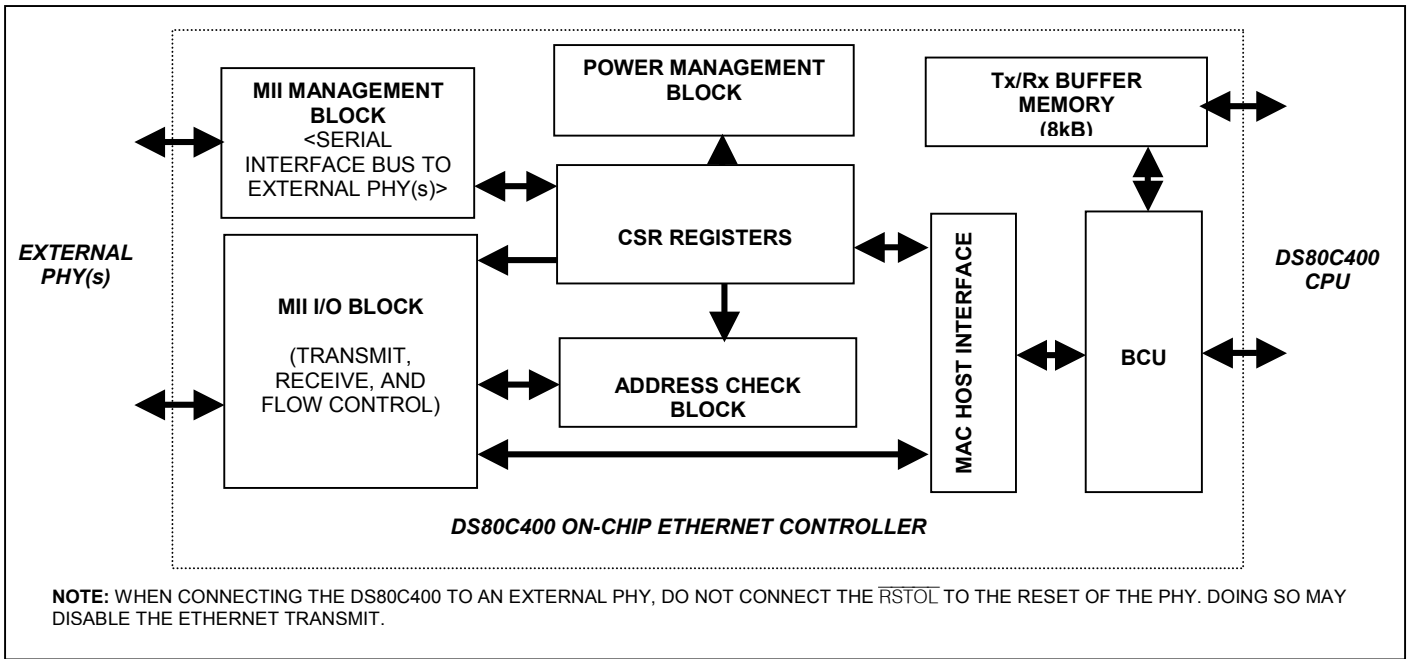 MII MANAGEMENT
BLOCK
<SERIAL
INTERFACE BUS TO
EXTERNAL PHY(s)>
POWER MANAGEMENT
BLOCK
Tx/Rx BUFFER
MEMORY
(8kB)
EXTERNAL
PHY(s)
CSR REGISTERS
MII I/O BLOCK
(TRANSMIT,
RECEIVE, AND
FLOW CONTROL)
ADDRESS CHECK
BLOCK
MAC HOST INTERFACE
BCU
DS80C400
CPU
DS80C400 ON-CHIP ETHERNET CONTROLLER
NOTE: WHEN CONNECTING THE DS80C400 TO AN EXTERNAL PHY, DO NOT CONNECT THE R̅S̅T̅O̅L̅ TO THE RESET OF THE PHY. DOING SO MAY
DISABLE THE ETHERNET TRANSMIT.